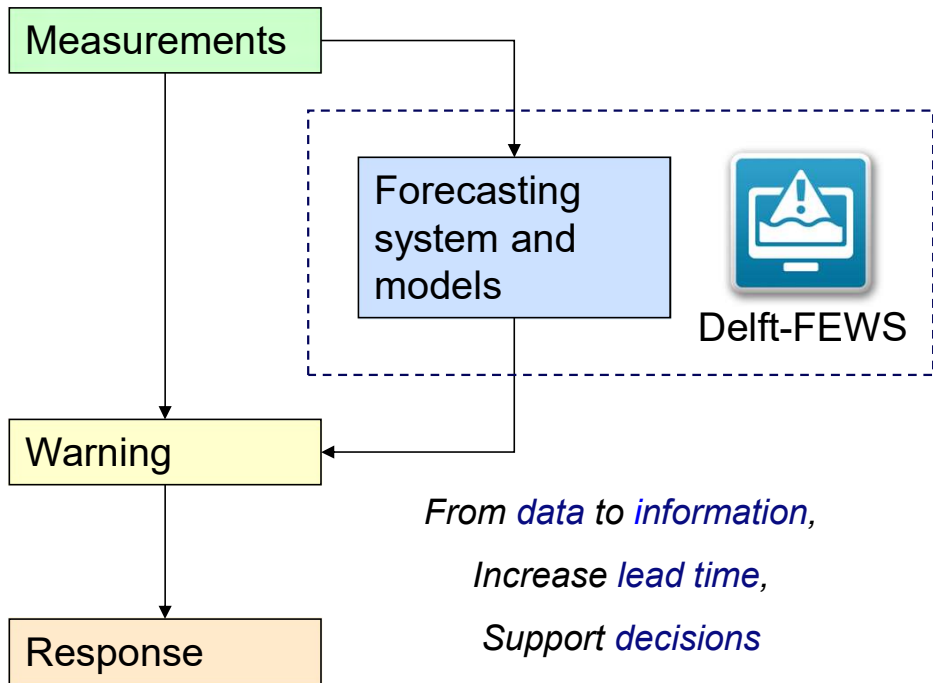 Measurements
Forecasting
system and
models
Delft-FEWS
Warning
From data to information,
Increase lead time,
Support decisions
Response